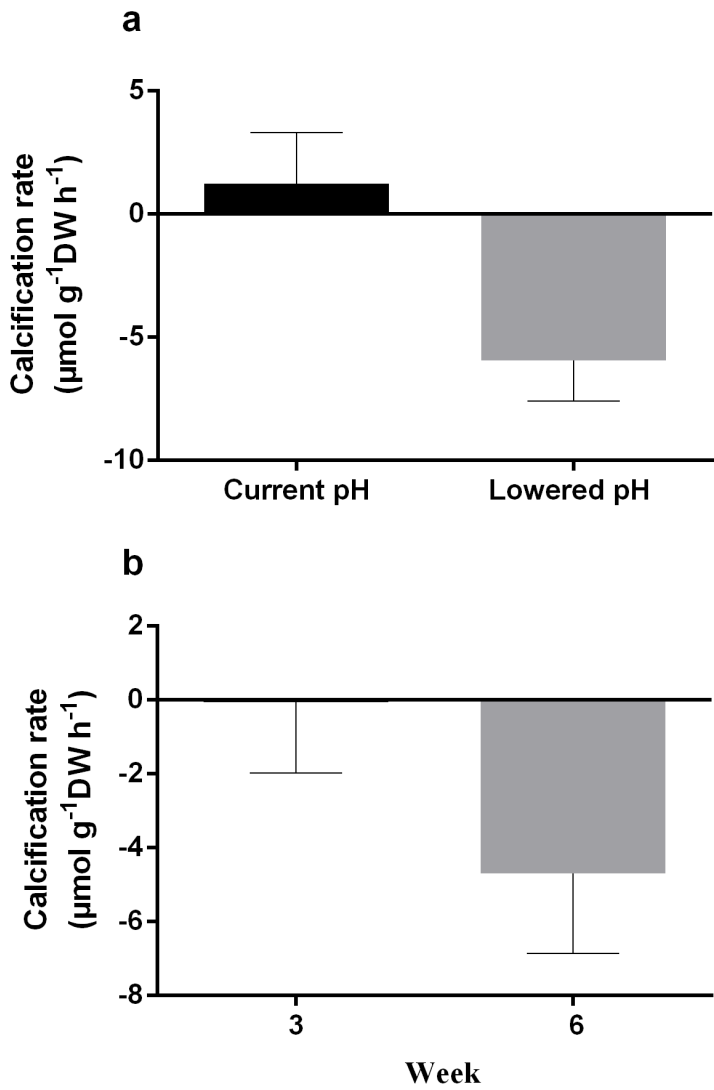 a
Calcification rate
(µmol g⁻¹DW h⁻¹)
5
0
-5
-10
Current pH Lowered pH
b
Calcification rate
(µmol g⁻¹DW h⁻¹)
2
0
-2
-4
-6
-8
3 6
Week